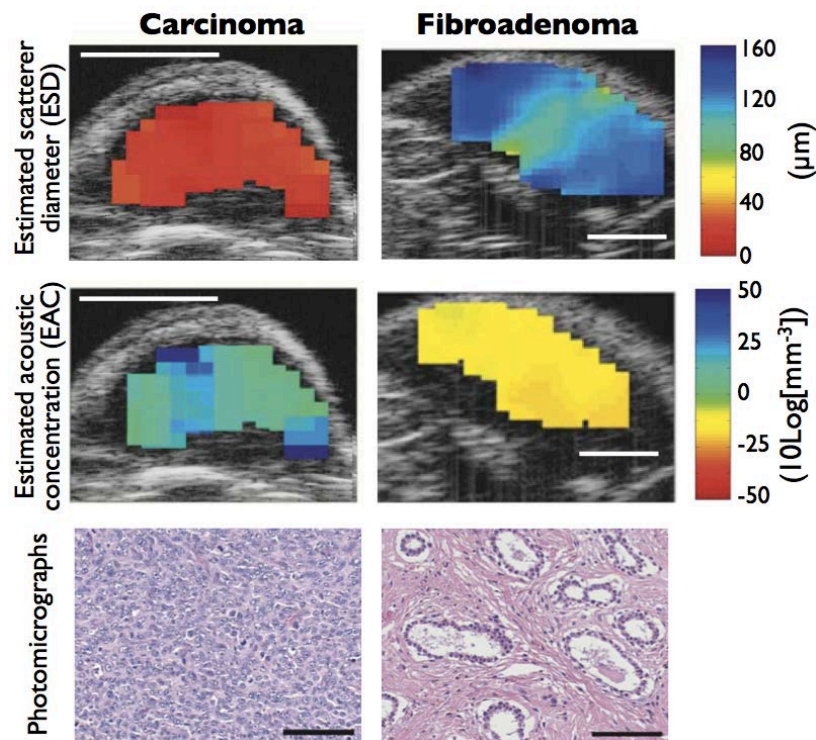 Carcinoma
Fibroadenoma
Estimated scatterer
diameter (ESD)
160
120
80
40
0
(µm)
Estimated acoustic
concentration (EAC)
50
25
0
-25
-50
(10Log[mm⁻³])
Photomicrographs